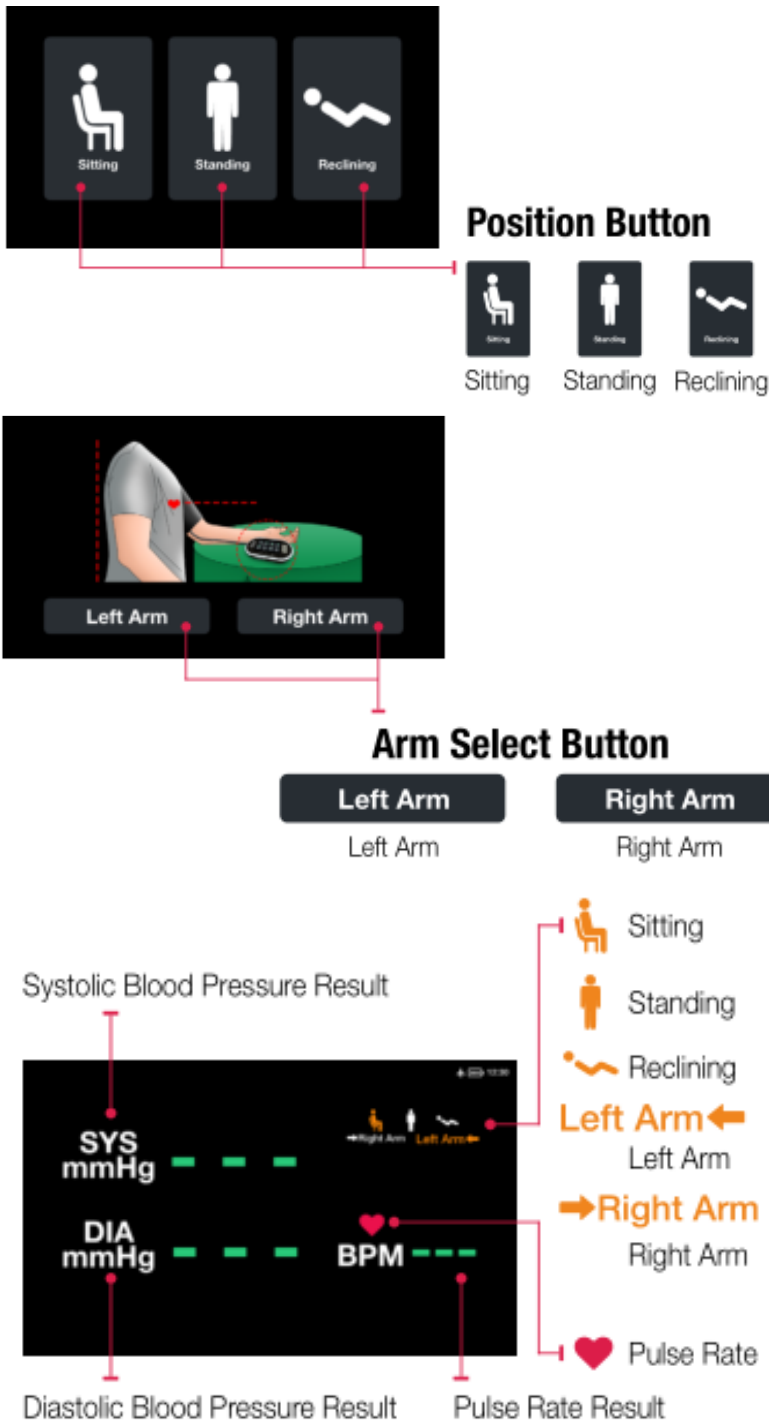 Sitting Standing Reclining
Position Button
Sitting Standing Reclining
Sitting Standing Reclining
Left Arm Right Arm
Arm Select Button
Left Arm Right Arm
Left Arm Right Arm
Sitting
Systolic Blood Pressure Result
Standing
12:30
Reclining
Right Arm Left Arm
Left Arm
Left Arm
SYS
mmHg - - -
Right Arm
Right Arm
DIA
mmHg - - -
BPM - - -
Pulse Rate
Diastolic Blood Pressure Result Pulse Rate Result